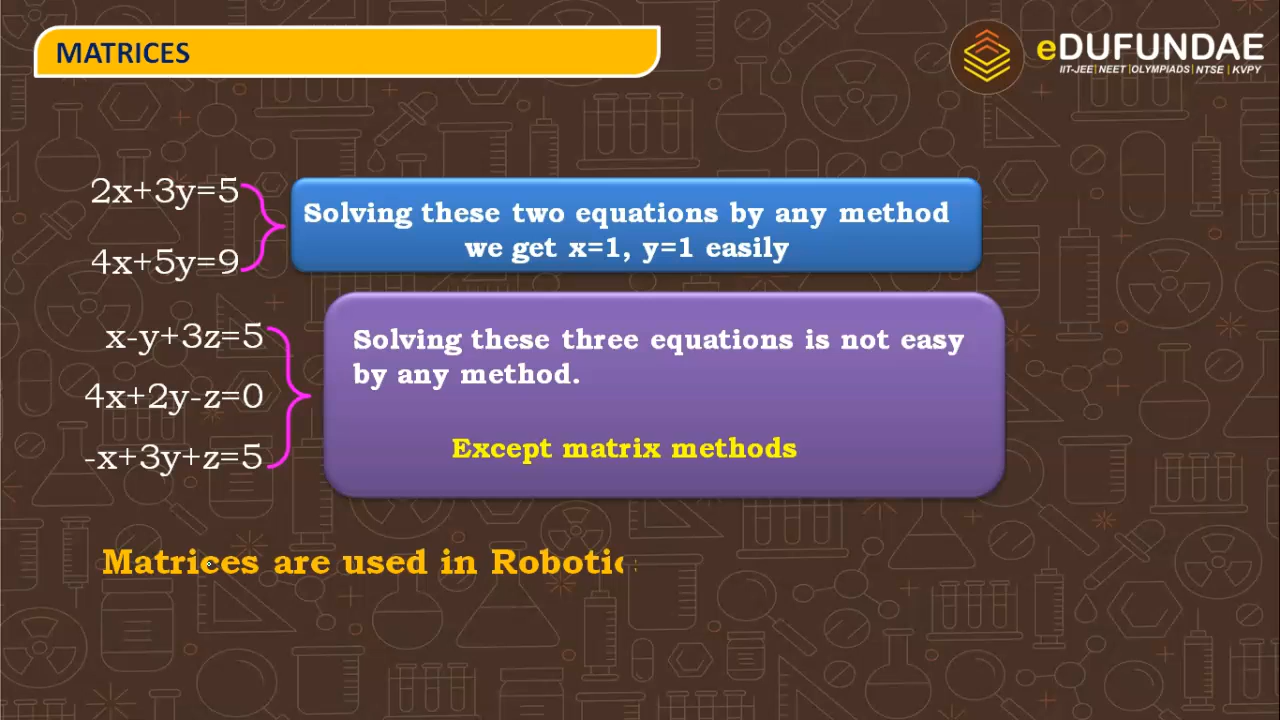 MATRICES
eDUFUNDAE
IIT-JEE| NEET |OLYMPIADS| NTSE | KVPY
2x+3y=5
4x+5y=9
Solving these two equations by any method
we get x=1, y=1 easily
x-y+3z=5
4x+2y-z=0
-x+3y+z=5
Solving these three equations is not easy
by any method.
Except matrix methods
Matrices are used in